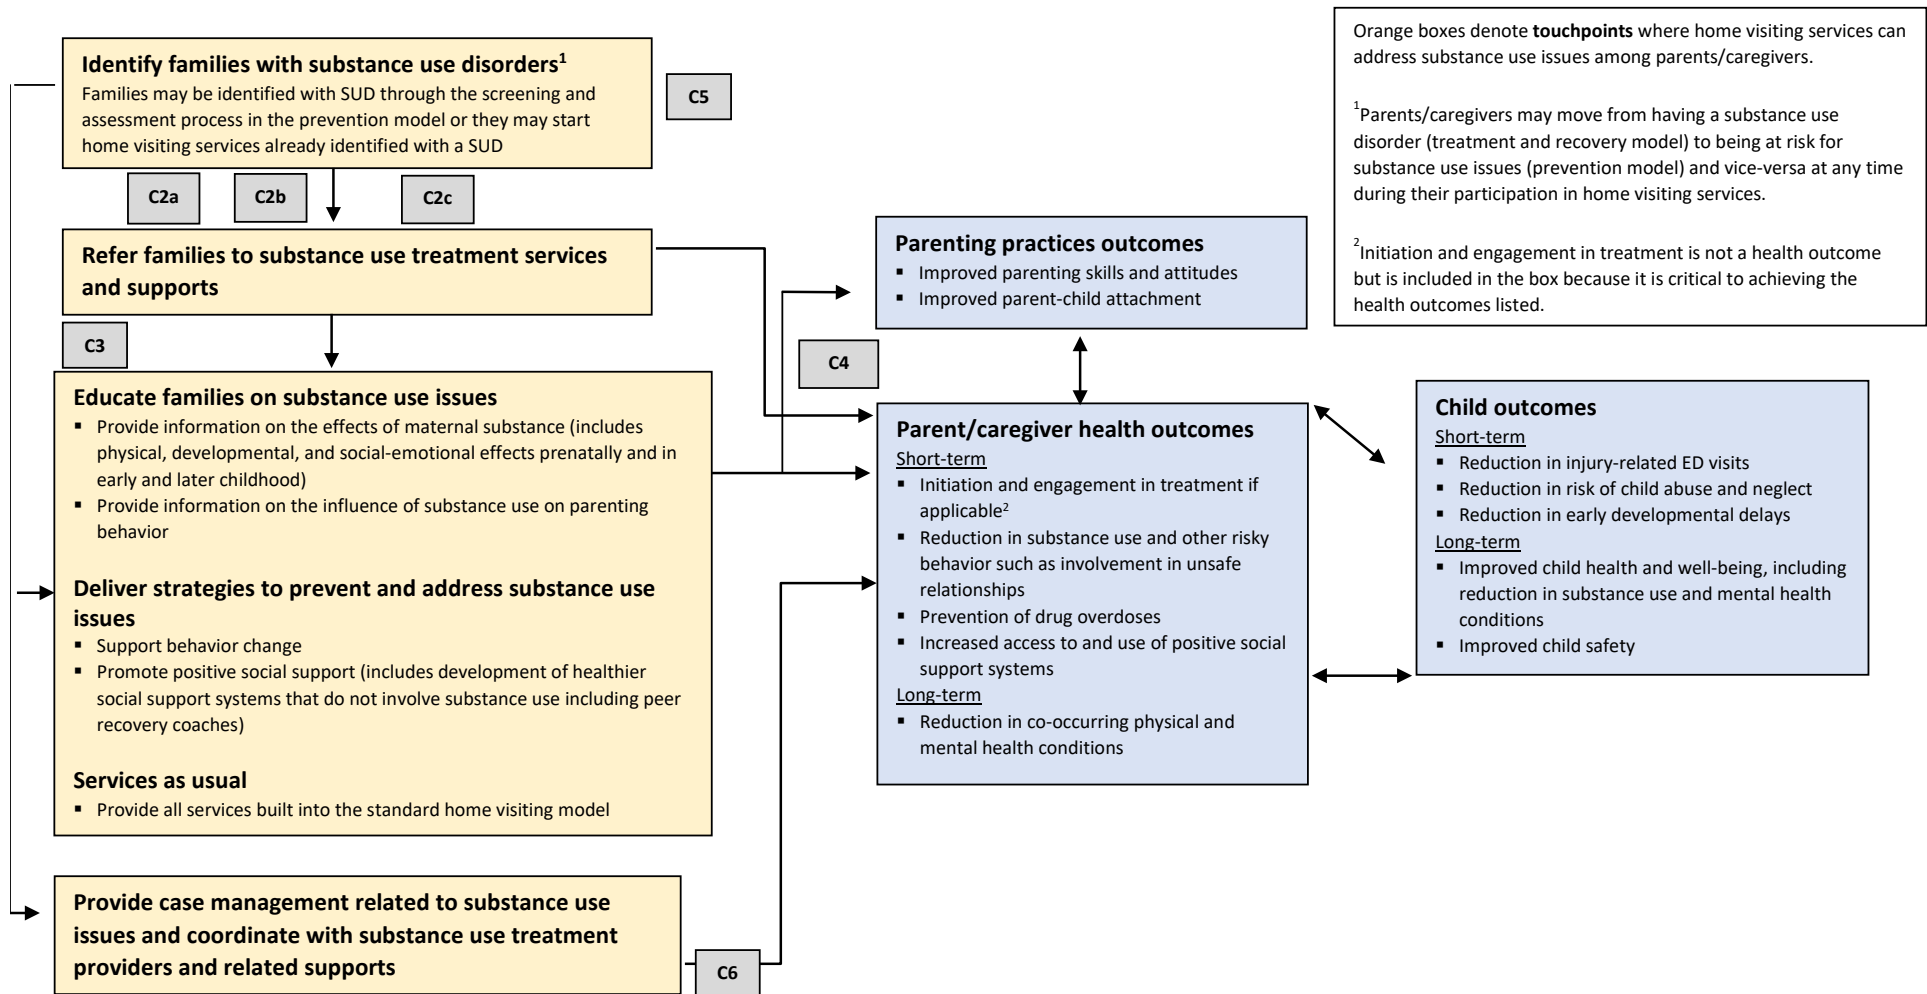 Identify families with substance use disorders1
Families may be identified with SUD through the screening and
assessment process in the prevention model or they may start
home visiting services already identified with a SUD
C5
C2a
C2b
C2c
Refer families to substance use treatment services
and supports
C3
Educate families on substance use issues
▪ Provide information on the effects of maternal substance (includes
physical, developmental, and social-emotional effects prenatally and in
early and later childhood)
▪ Provide information on the influence of substance use on parenting
behavior
Deliver strategies to prevent and address substance use
issues
▪ Support behavior change
▪ Promote positive social support (includes development of healthier
social support systems that do not involve substance use including peer
recovery coaches)
Services as usual
▪ Provide all services built into the standard home visiting model
Provide case management related to substance use
issues and coordinate with substance use treatment
providers and related supports
C6
Parenting practices outcomes
▪ Improved parenting skills and attitudes
▪ Improved parent-child attachment
C4
Parent/caregiver health outcomes
Short-term
▪ Initiation and engagement in treatment if
applicable2
▪ Reduction in substance use and other risky
behavior such as involvement in unsafe
relationships
▪ Prevention of drug overdoses
▪ Increased access to and use of positive social
support systems
Long-term
▪ Reduction in co-occurring physical and
mental health conditions
Orange boxes denote touchpoints where home visiting services can
address substance use issues among parents/caregivers.
1Parents/caregivers may move from having a substance use
disorder (treatment and recovery model) to being at risk for
substance use issues (prevention model) and vice-versa at any time
during their participation in home visiting services.
2Initiation and engagement in treatment is not a health outcome
but is included in the box because it is critical to achieving the
health outcomes listed.
Child outcomes
Short-term
▪ Reduction in injury-related ED visits
▪ Reduction in risk of child abuse and neglect
▪ Reduction in early developmental delays
Long-term
▪ Improved child health and well-being, including
reduction in substance use and mental health
conditions
▪ Improved child safety